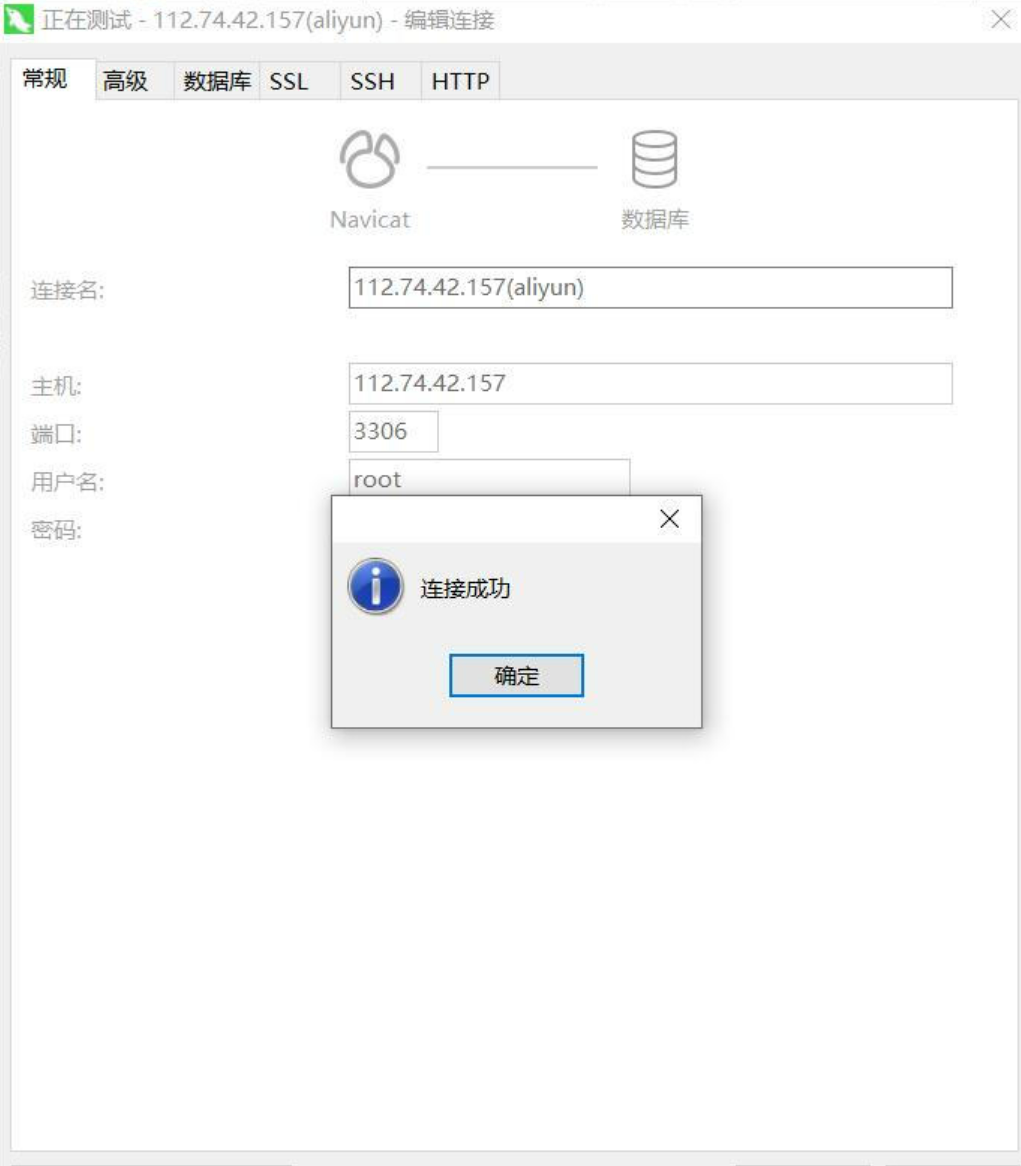 正在测试 - 112.74.42.157(aliyun) - 编辑连接
常规 高级 数据库 SSL SSH HTTP
Navicat 数据库
连接名: 112.74.42.157(aliyun)
主机: 112.74.42.157
端口: 3306
用户名: root
密码:
连接成功
确定